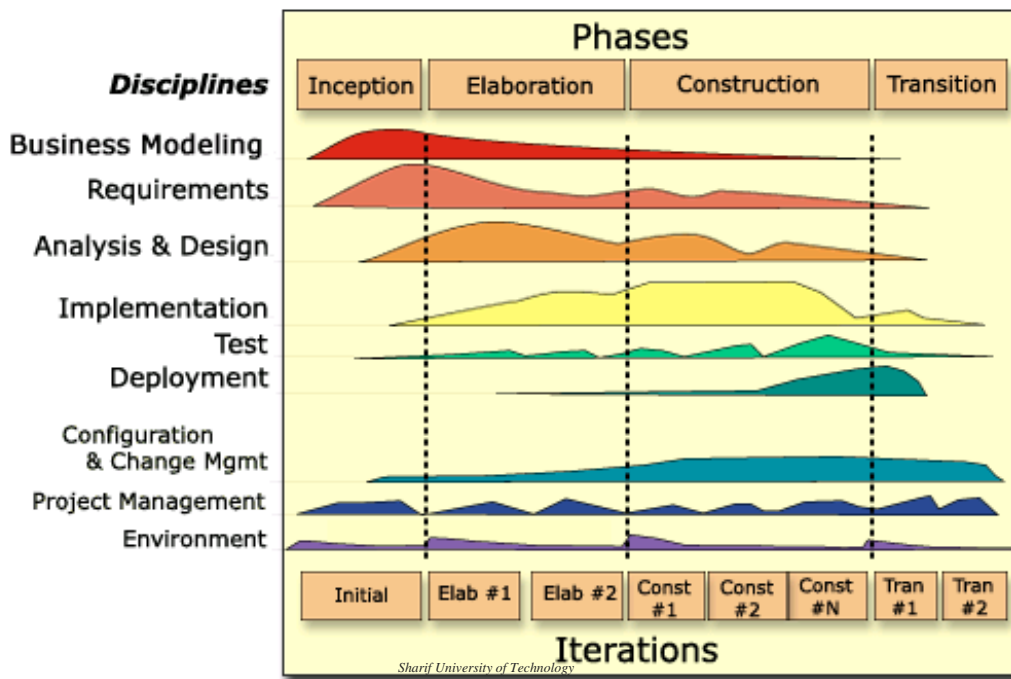 Phases
Disciplines
Inception
Elaboration
Construction
Transition
Business Modeling
Requirements
Analysis & Design
Implementation
Test
Deployment
Configuration
& Change Mgmt
Project Management
Environment
Initial
Elab #1
Elab #2
Const
#1
Const
#2
Const
#N
Tran
#1
Tran
#2
Iterations
Sharif University of Technology